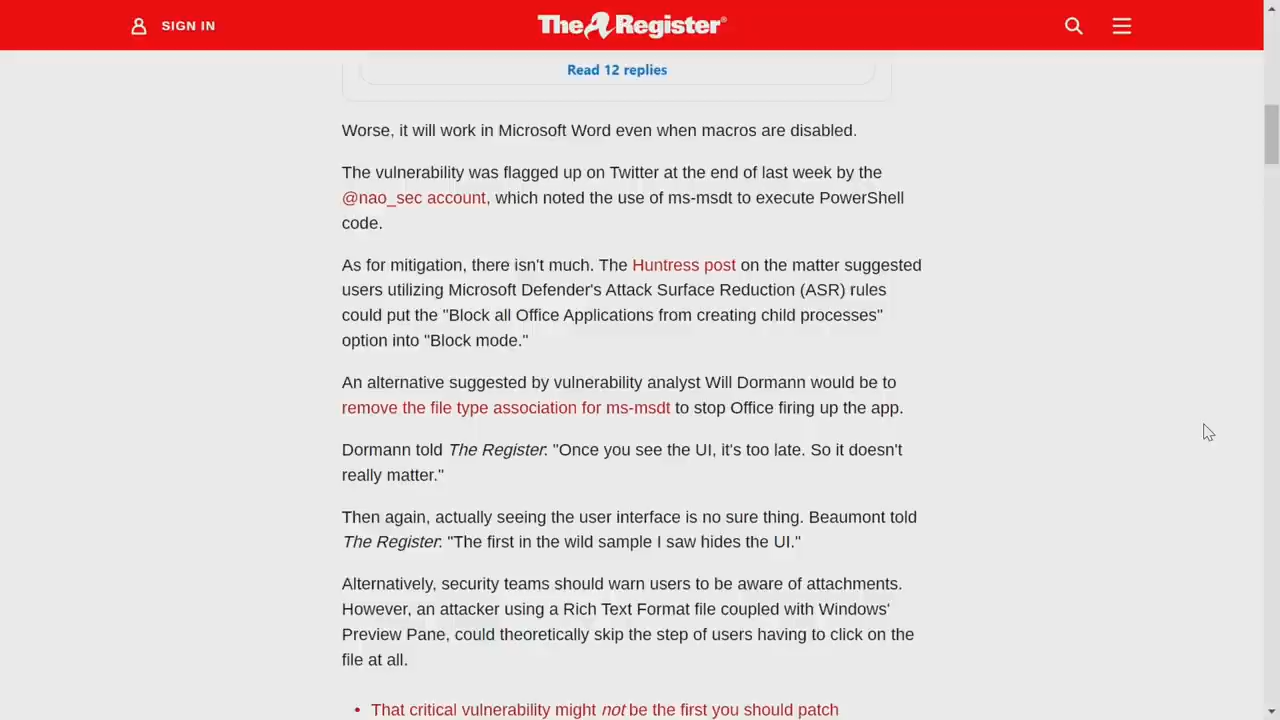 SIGN IN
The Register®
Read 12 replies
Worse, it will work in Microsoft Word even when macros are disabled.
The vulnerability was flagged up on Twitter at the end of last week by the
@nao_sec account, which noted the use of ms-msdt to execute PowerShell
code.
As for mitigation, there isn't much. The Huntress post on the matter suggested
users utilizing Microsoft Defender's Attack Surface Reduction (ASR) rules
could put the "Block all Office Applications from creating child processes"
option into "Block mode."
An alternative suggested by vulnerability analyst Will Dormann would be to
remove the file type association for ms-msdt to stop Office firing up the app.
Dormann told The Register: "Once you see the UI, it's too late. So it doesn't
really matter."
Then again, actually seeing the user interface is no sure thing. Beaumont told
The Register: "The first in the wild sample I saw hides the UI."
Alternatively, security teams should warn users to be aware of attachments.
However, an attacker using a Rich Text Format file coupled with Windows'
Preview Pane, could theoretically skip the step of users having to click on the
file at all.
• That critical vulnerability might not be the first you should patch